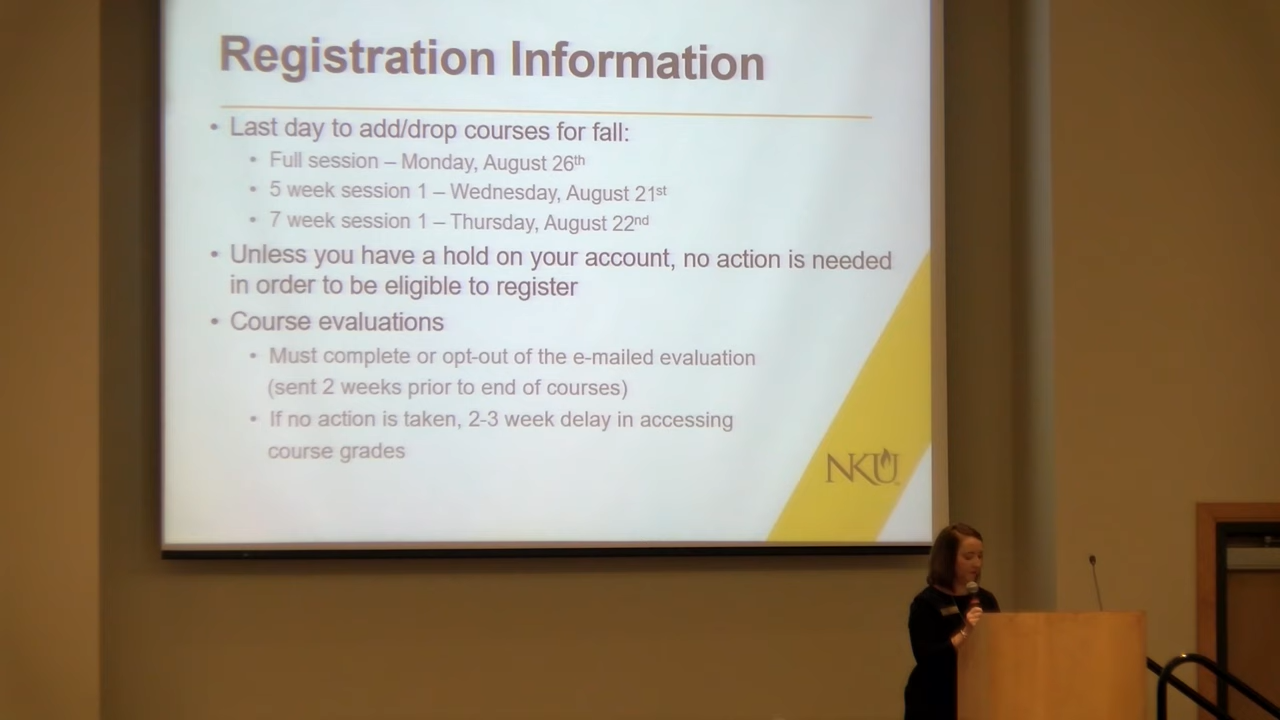 Registration Information
• Last day to add/drop courses for fall:
• Full session – Monday, August 26th
• 5 week session 1 – Wednesday, August 21st
• 7 week session 1 – Thursday, August 22nd
• Unless you have a hold on your account, no action is needed
in order to be eligible to register
• Course evaluations
• Must complete or opt-out of the e-mailed evaluation
(sent 2 weeks prior to end of courses)
• If no action is taken, 2-3 week delay in accessing
course grades
NKU